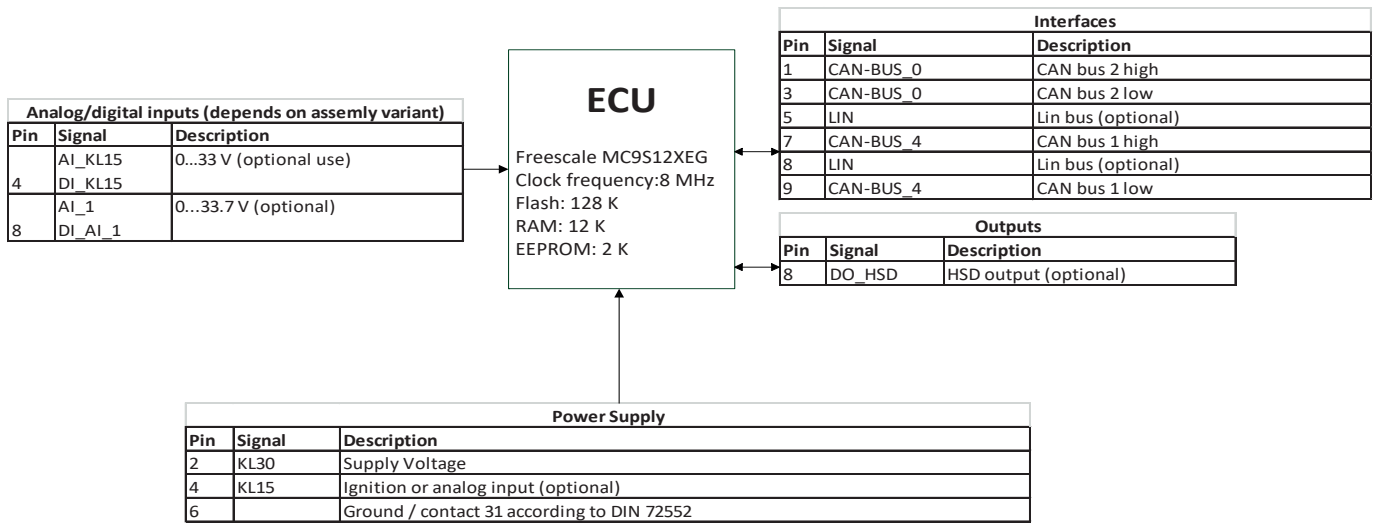 Interfaces
Pin Signal Description
1 CAN-BUS_0 CAN bus 2 high
3 CAN-BUS_0 CAN bus 2 low
5 LIN Lin bus (optional)
7 CAN-BUS_4 CAN bus 1 high
8 LIN Lin bus (optional)
9 CAN-BUS_4 CAN bus 1 low
ECU
Freescale MC9S12XEG
Clock frequency:8 MHz
Flash: 128 K
RAM: 12 K
EEPROM: 2 K
Analog/digital inputs (depends on assemly variant)
Pin Signal Description
AI_KL15 0...33 V (optional use)
4 DI_KL15
AI_1 0...33.7 V (optional)
8 DI_AI_1
Outputs
Pin Signal Description
8 DO_HSD HSD output (optional)
Power Supply
Pin Signal Description
2 KL30 Supply Voltage
4 KL15 Ignition or analog input (optional)
6 Ground / contact 31 according to DIN 72552